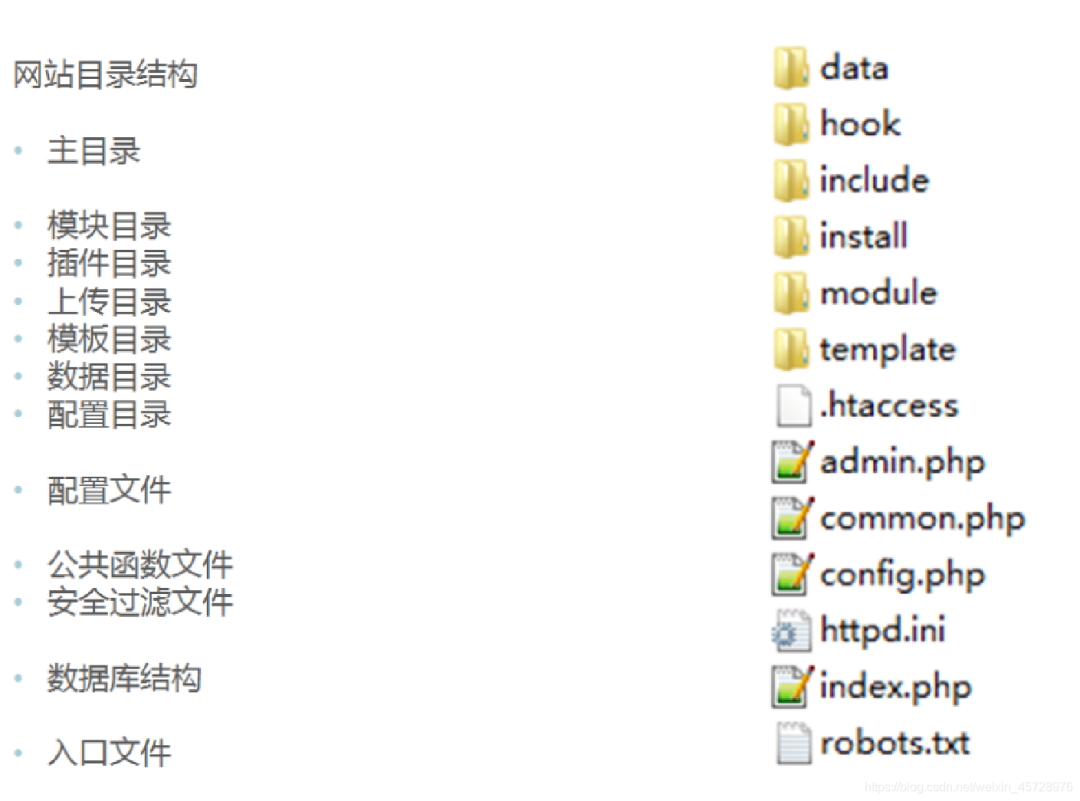 网站目录结构
• 主目录
• 模块目录
• 插件目录
• 上传目录
• 模板目录
• 数据目录
• 配置目录
• 配置文件
• 公共函数文件
• 安全过滤文件
• 数据库结构
• 入口文件
data
hook
include
install
module
template
.htaccess
admin.php
common.php
config.php
httpd.ini
index.php
robots.txt
https://blog.csdn.net/weixin_45728976